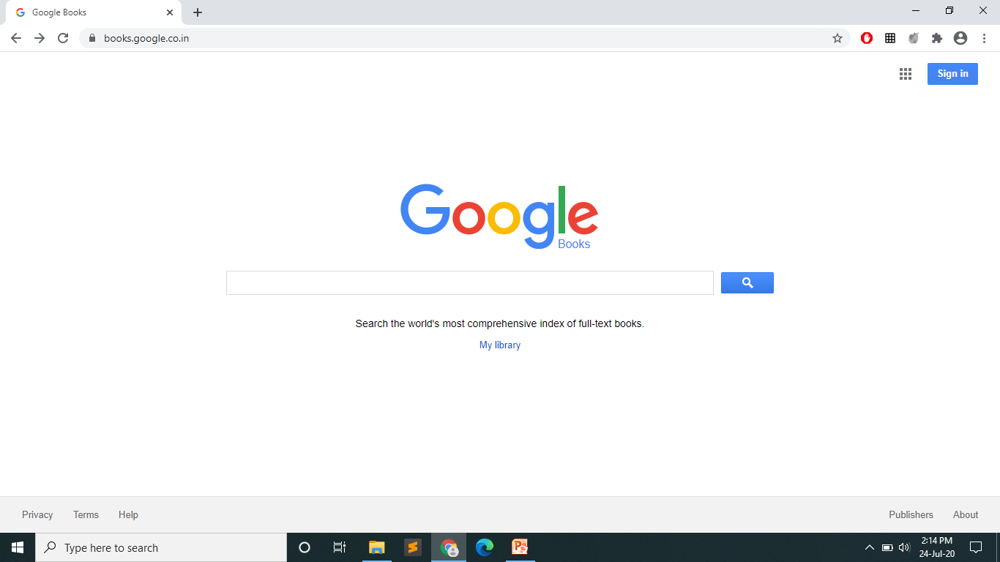 Google Books
books.google.co.in
Sign in
Google
Books
Search the world's most comprehensive index of full-text books.
My library
Privacy Terms Help Publishers About
Type here to search
2:14 PM
24-Jul-20